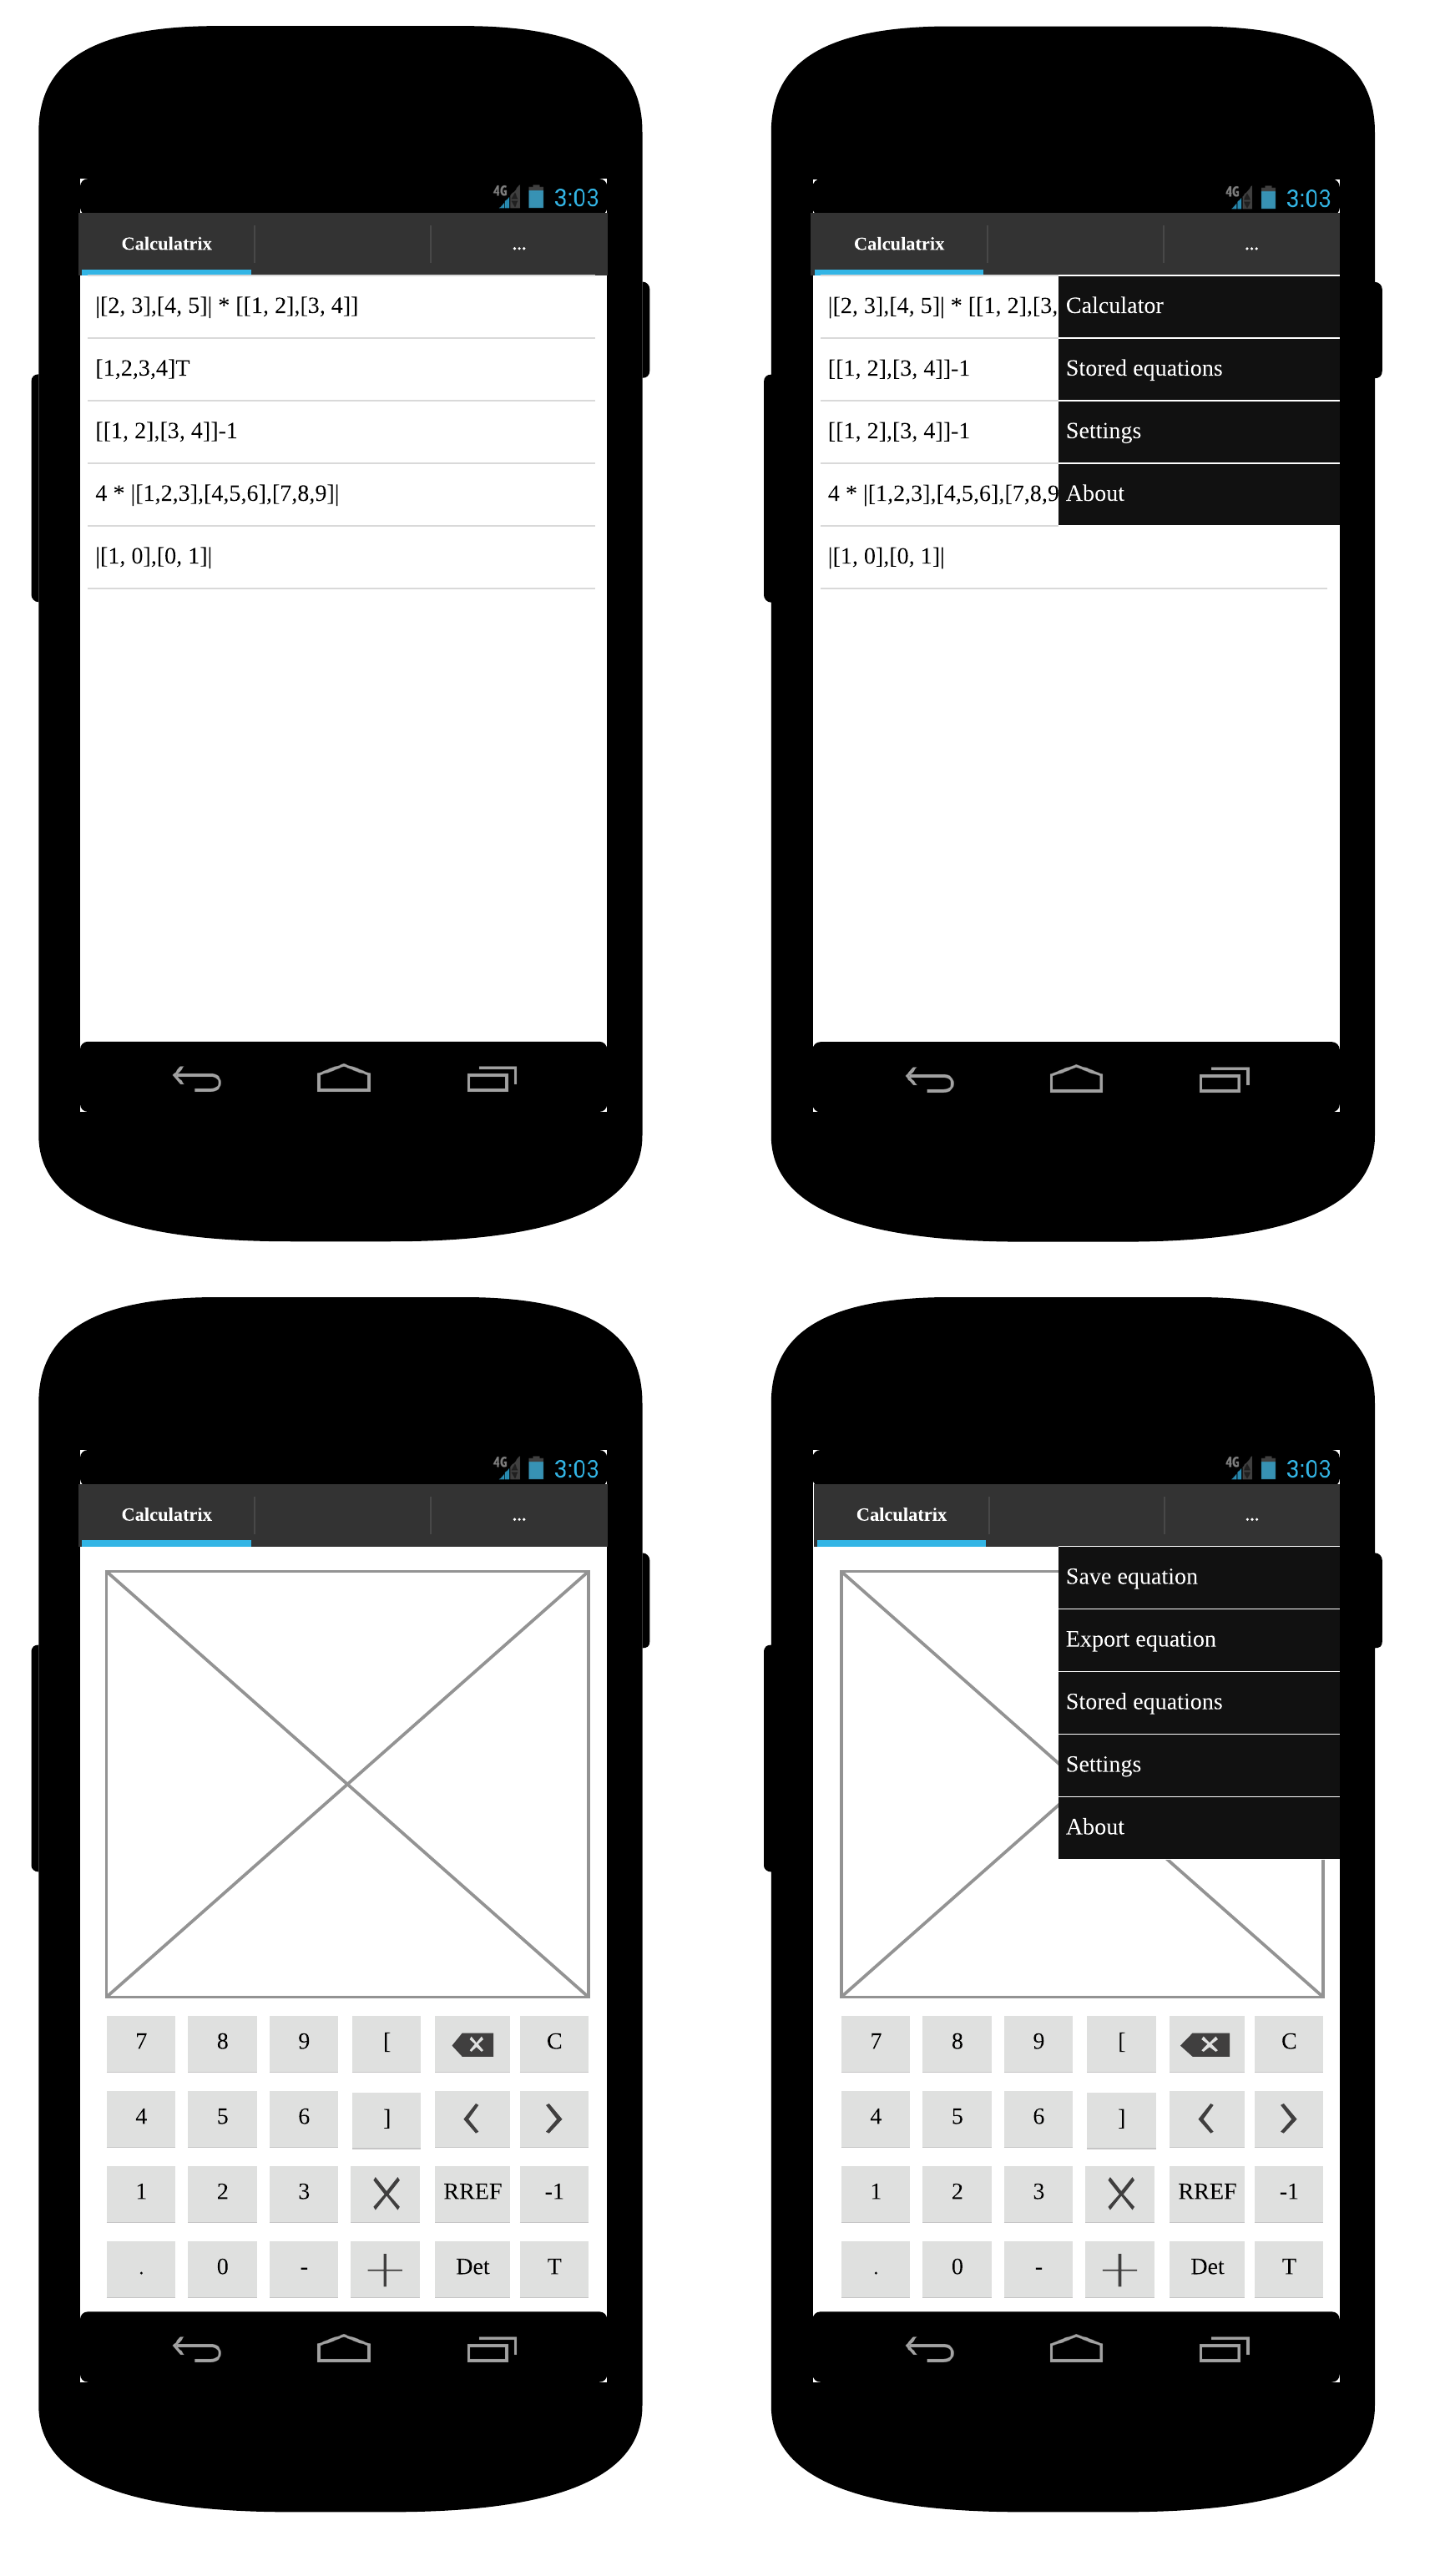 4G 3:03
Calculatrix ...
|[2, 3],[4, 5]| * [[1, 2],[3, 4]]
[1,2,3,4]T
[[1, 2],[3, 4]]-1
4 * |[1,2,3],[4,5,6],[7,8,9]|
|[1, 0],[0, 1]|
4G 3:03
Calculatrix ...
|[2, 3],[4, 5]| * [[1, 2],[3, Calculator
[[1, 2],[3, 4]]-1 Stored equations
[[1, 2],[3, 4]]-1 Settings
4 * |[1,2,3],[4,5,6],[7,8,9 About
|[1, 0],[0, 1]|
4G 3:03
Calculatrix ...
7 8 9 [ C
4 5 6 ]
1 2 3 RREF -1
. 0 - Det T
4G 3:03
Calculatrix ...
Save equation
Export equation
Stored equations
Settings
About
7 8 9 [ C
4 5 6 ]
1 2 3 RREF -1
. 0 - Det T